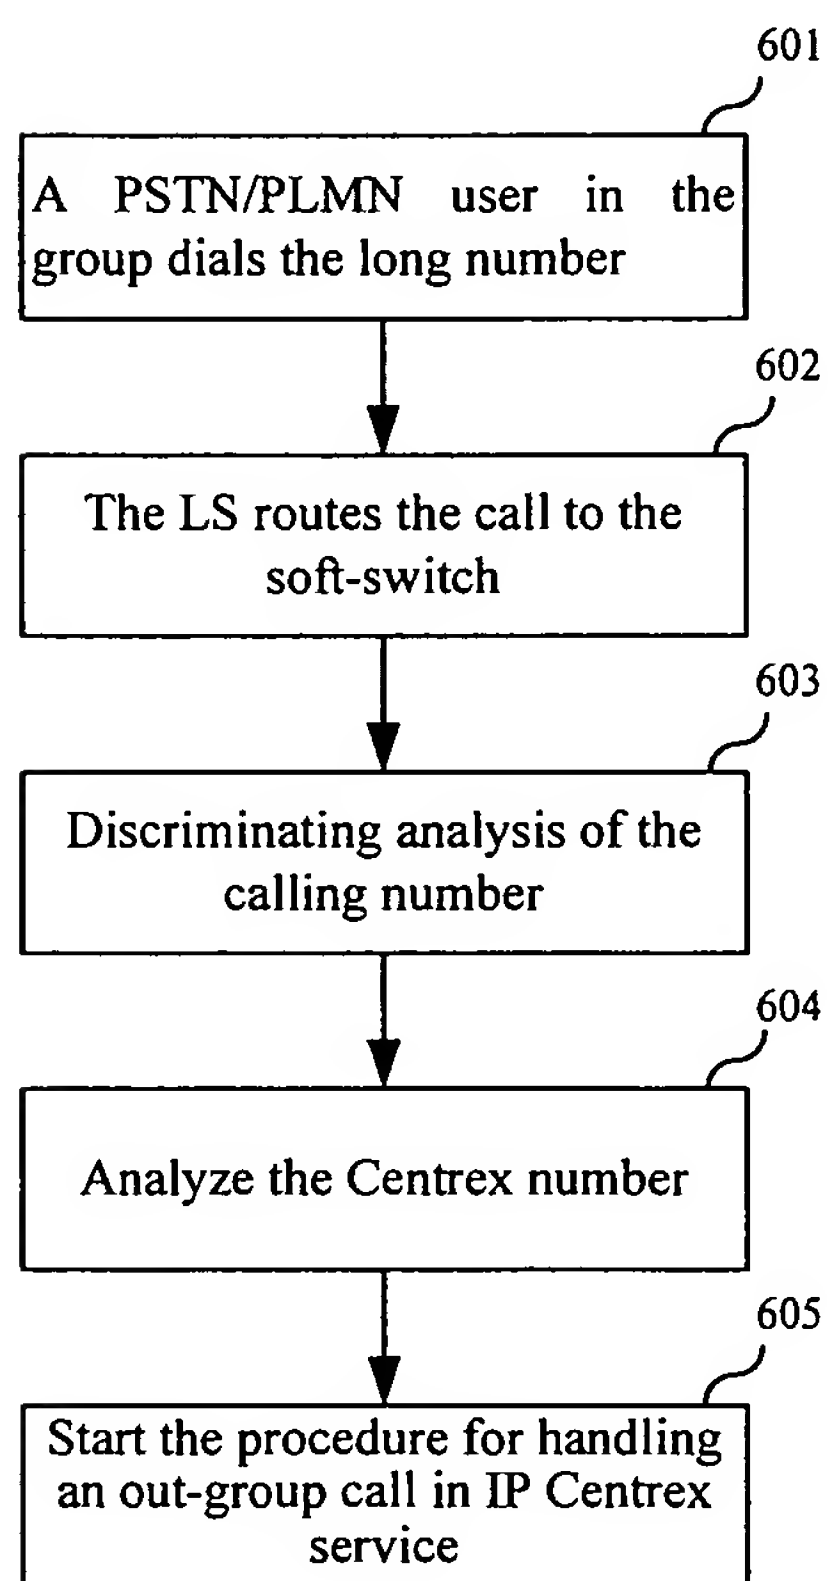 601
A PSTN/PLMN user in the
group dials the long number
602
The LS routes the call to the
soft-switch
603
Discriminating analysis of the
calling number
604
Analyze the Centrex number
605
Start the procedure for handling
an out-group call in IP Centrex
service